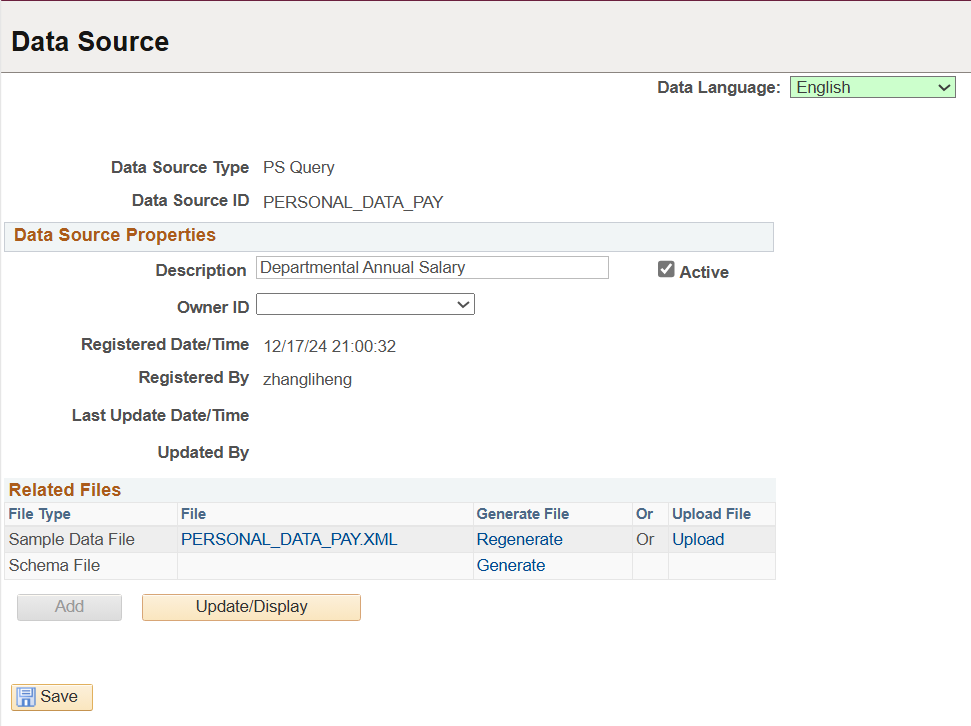 Data Source
Data Language: English
Data Source Type PS Query
Data Source ID PERSONAL_DATA_PAY
Data Source Properties
Description Departmental Annual Salary Active
Owner ID
Registered Date/Time 12/17/24 21:00:32
Registered By zhangliheng
Last Update Date/Time
Updated By
Related Files
File Type File Generate File Or Upload File
Sample Data File PERSONAL_DATA_PAY.XML Regenerate Or Upload
Schema File Generate
Add Update/Display
Save